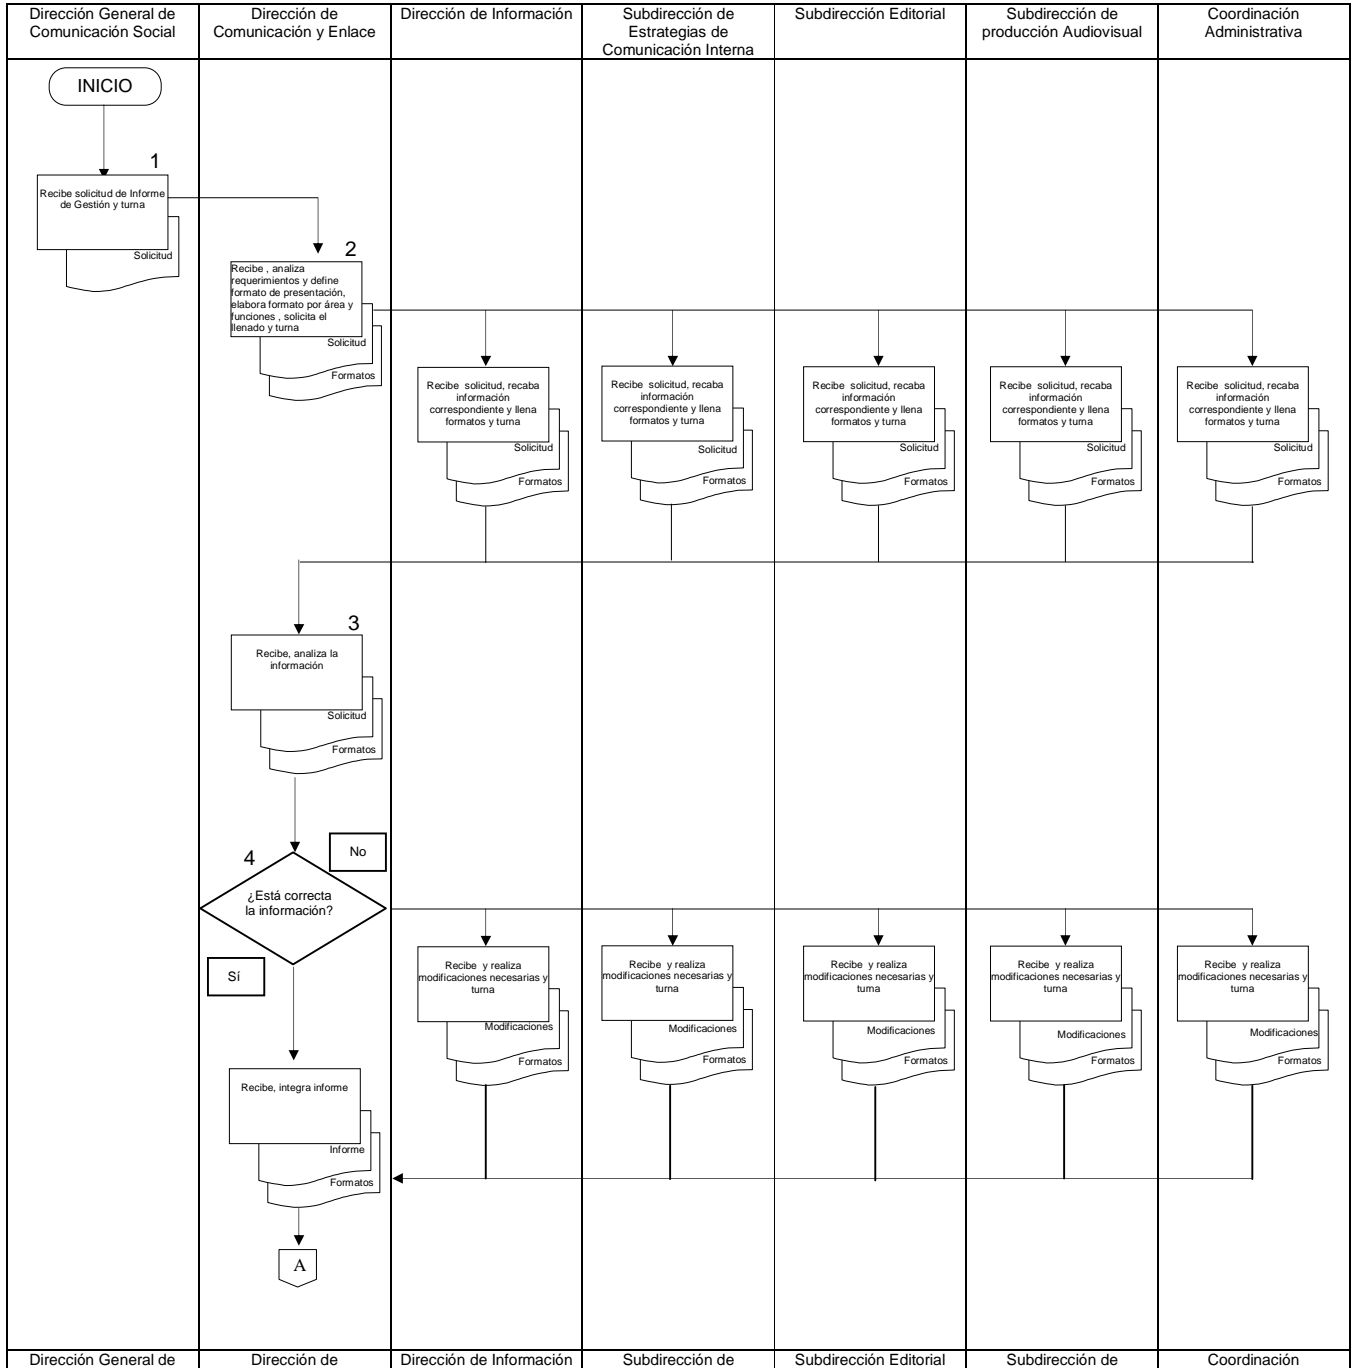 Dirección General de
Comunicación Social
Dirección de
Comunicación y Enlace
Dirección de Información
Subdirección de
Estrategias de
Comunicación Interna
Subdirección Editorial
Subdirección de
producción Audiovisual
Coordinación
Administrativa
INICIO
1
Recibe solicitud de Informe
de Gestión y turna
Solicitud
2
Recibe , analiza
requerimientos y define
formato de presentación,
elabora formato por área y
funciones , solicita el
llenado y turna
Solicitud
Formatos
Recibe solicitud, recaba
información
correspondiente y llena
formatos y turna
Solicitud
Formatos
Recibe solicitud, recaba
información
correspondiente y llena
formatos y turna
Solicitud
Formatos
Recibe solicitud, recaba
información
correspondiente y llena
formatos y turna
Solicitud
Formatos
Recibe solicitud, recaba
información
correspondiente y llena
formatos y turna
Solicitud
Formatos
Recibe solicitud, recaba
información
correspondiente y llena
formatos y turna
Solicitud
Formatos
3
Recibe, analiza la
información
Solicitud
Formatos
4
No
¿Está correcta
la información?
Sí
Recibe y realiza
modificaciones necesarias y
turna
Modificaciones
Formatos
Recibe y realiza
modificaciones necesarias y
turna
Modificaciones
Formatos
Recibe y realiza
modificaciones necesarias y
turna
Modificaciones
Formatos
Recibe y realiza
modificaciones necesarias y
turna
Modificaciones
Formatos
Recibe y realiza
modificaciones necesarias y
turna
Modificaciones
Formatos
Recibe, integra informe
Informe
Formatos
A
Dirección General de
Dirección de
Dirección de Información
Subdirección de
Subdirección Editorial
Subdirección de
Coordinación